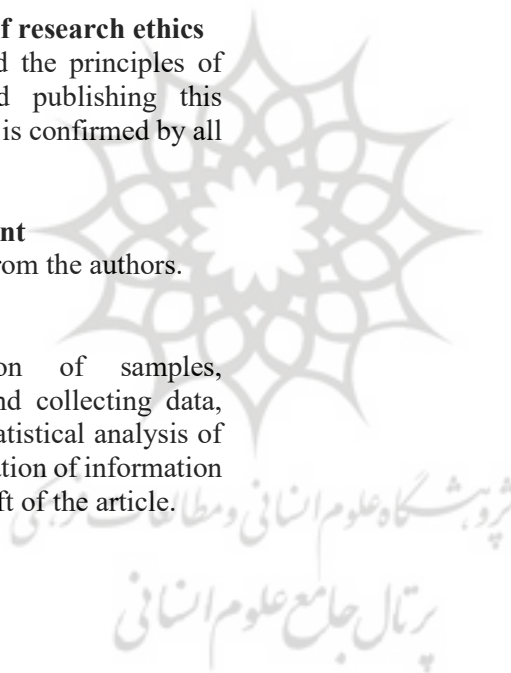 f research ethics
d the principles of
d publishing this
is confirmed by all
nt
rom the authors.
on of samples,
nd collecting data,
atistical analysis of
ation of information
ft of the article.
پژوهشگاه علوم انسانی و مطالعات فرهنگی
پرتال جامع علوم انسانی